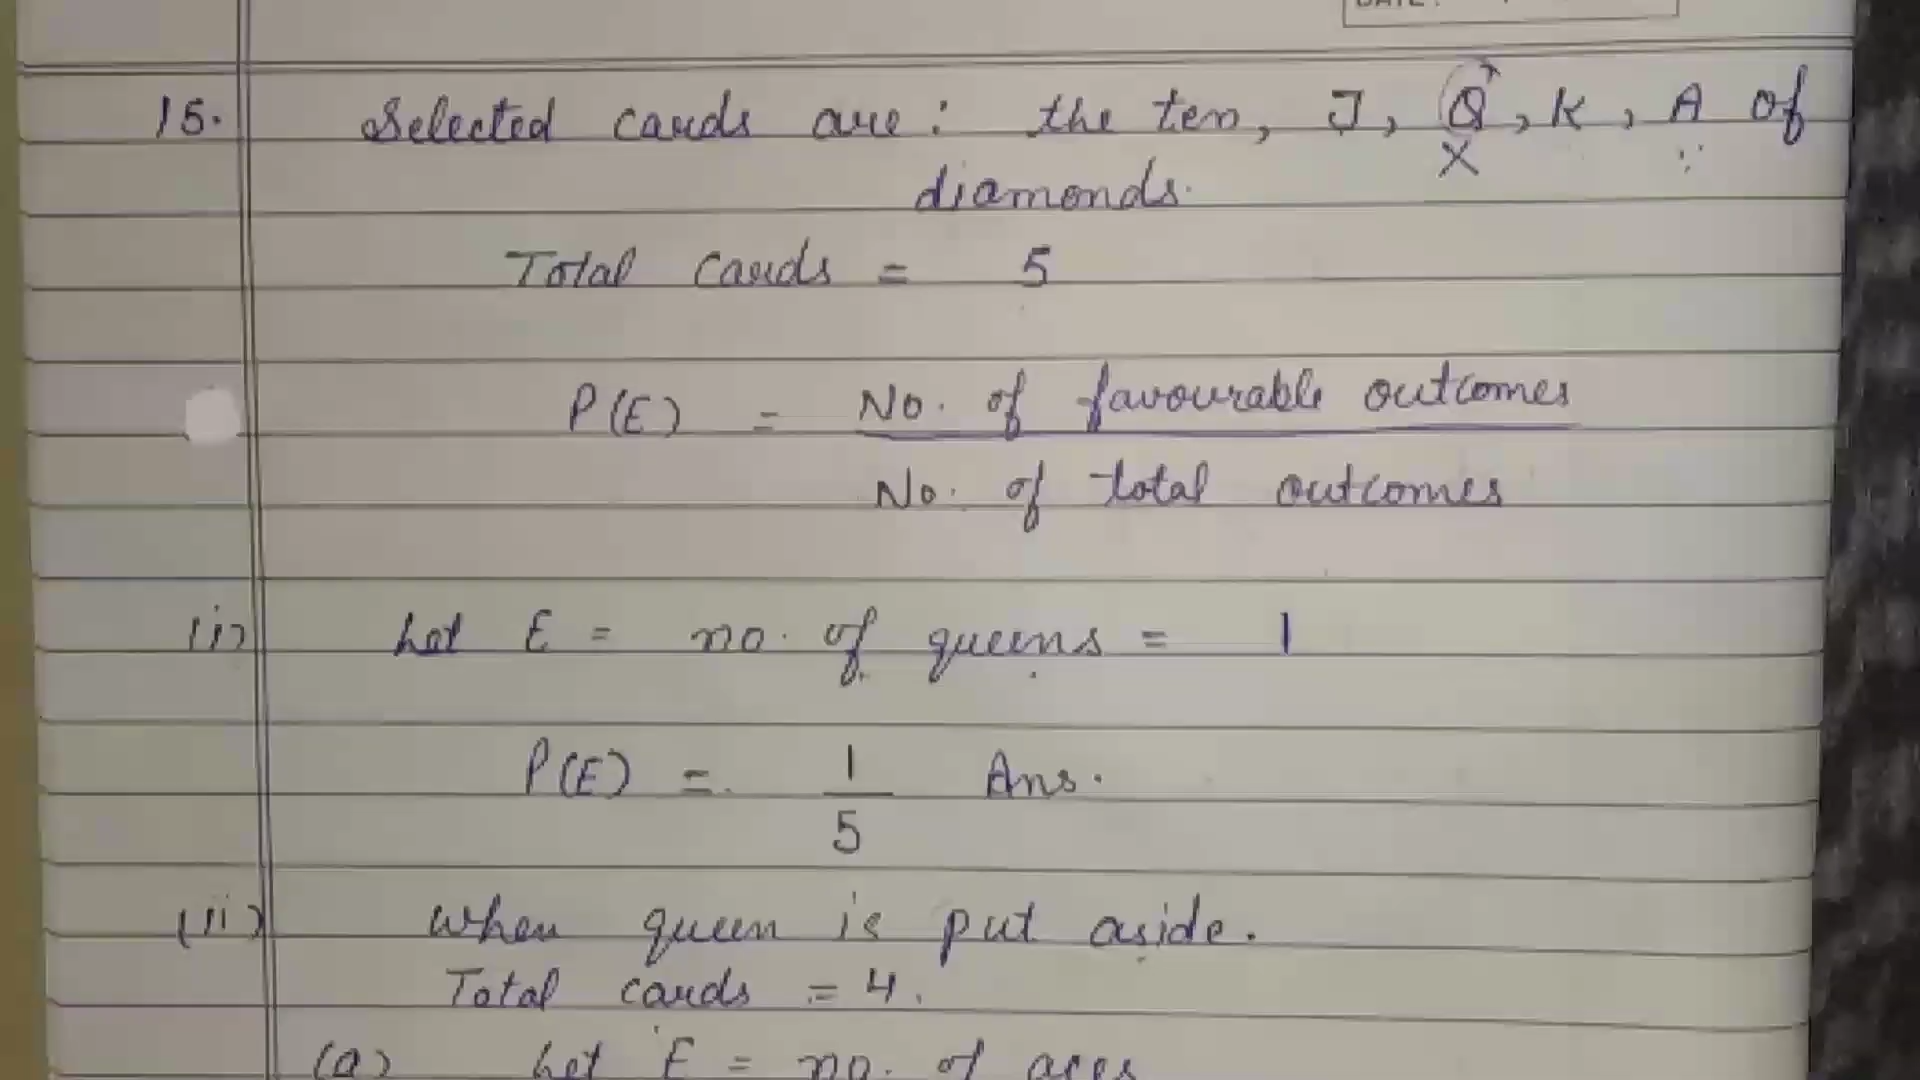 DATE:
15. Selected cards are: the ten, J, Q, K, A of
X
diamonds.
Total cards = 5
P(E) = No. of favourable outcomes
No. of total outcomes
(i) Let E = no. of queens = 1
P(E) = 1 Ans.
5
(ii) When queen is put aside.
Total cards = 4.
(a) Let E = no. of aces